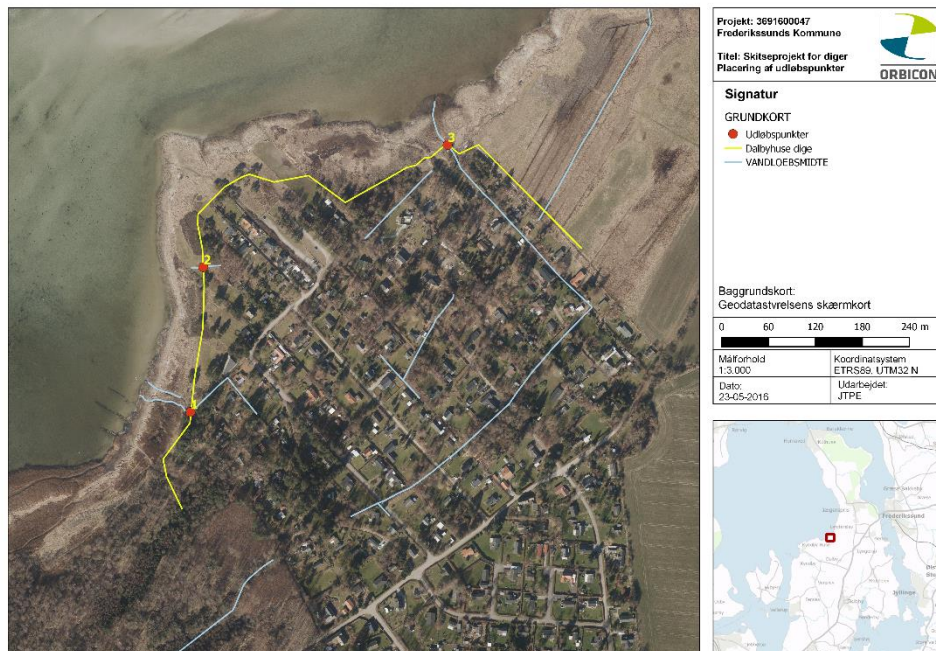 Projekt: 3691600047
Frederikssunds Kommune
Titel: Skitseprojekt for diger
Placering af udløbspunkter
ORBICON
Signatur
GRUNDKORT
Udløbspunkter
Dalbyhuse dige
VANDLOEBSMIDTE
Baggrundskort:
Geodatastyrelsens skærmkort
0 60 120 180 240 m
Målforhold
1:3.000
Koordinatsystem
ETRS89, UTM32 N
Dato:
23-05-2016
Udarbejdet:
JTPE
3
2
1
Frederikssund
Jyllinge